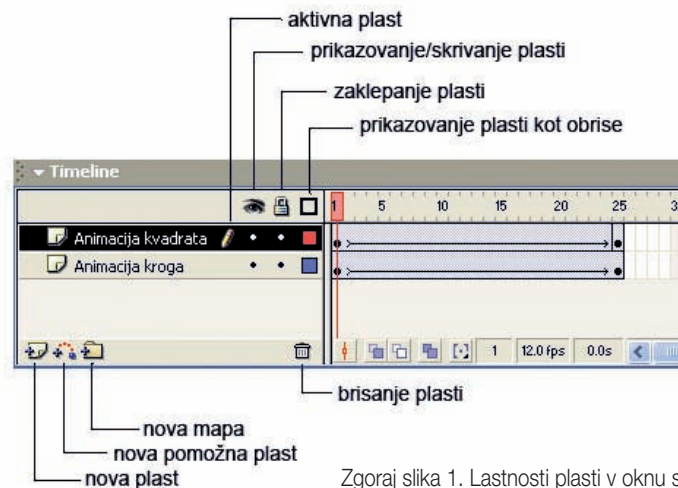 aktivna plast
prikazovanje/skrivanje plasti
zaklepanje plasti
prikazovanje plasti kot obrise
Timeline
1 5 10 15 20 25 3
Animacija kvadrata
Animacija kroga
1 12.0 fps 0.0s
brisanje plasti
nova mapa
nova pomožna plast
nova plast
Zgoraj slika 1. Lastnosti plasti v oknu s